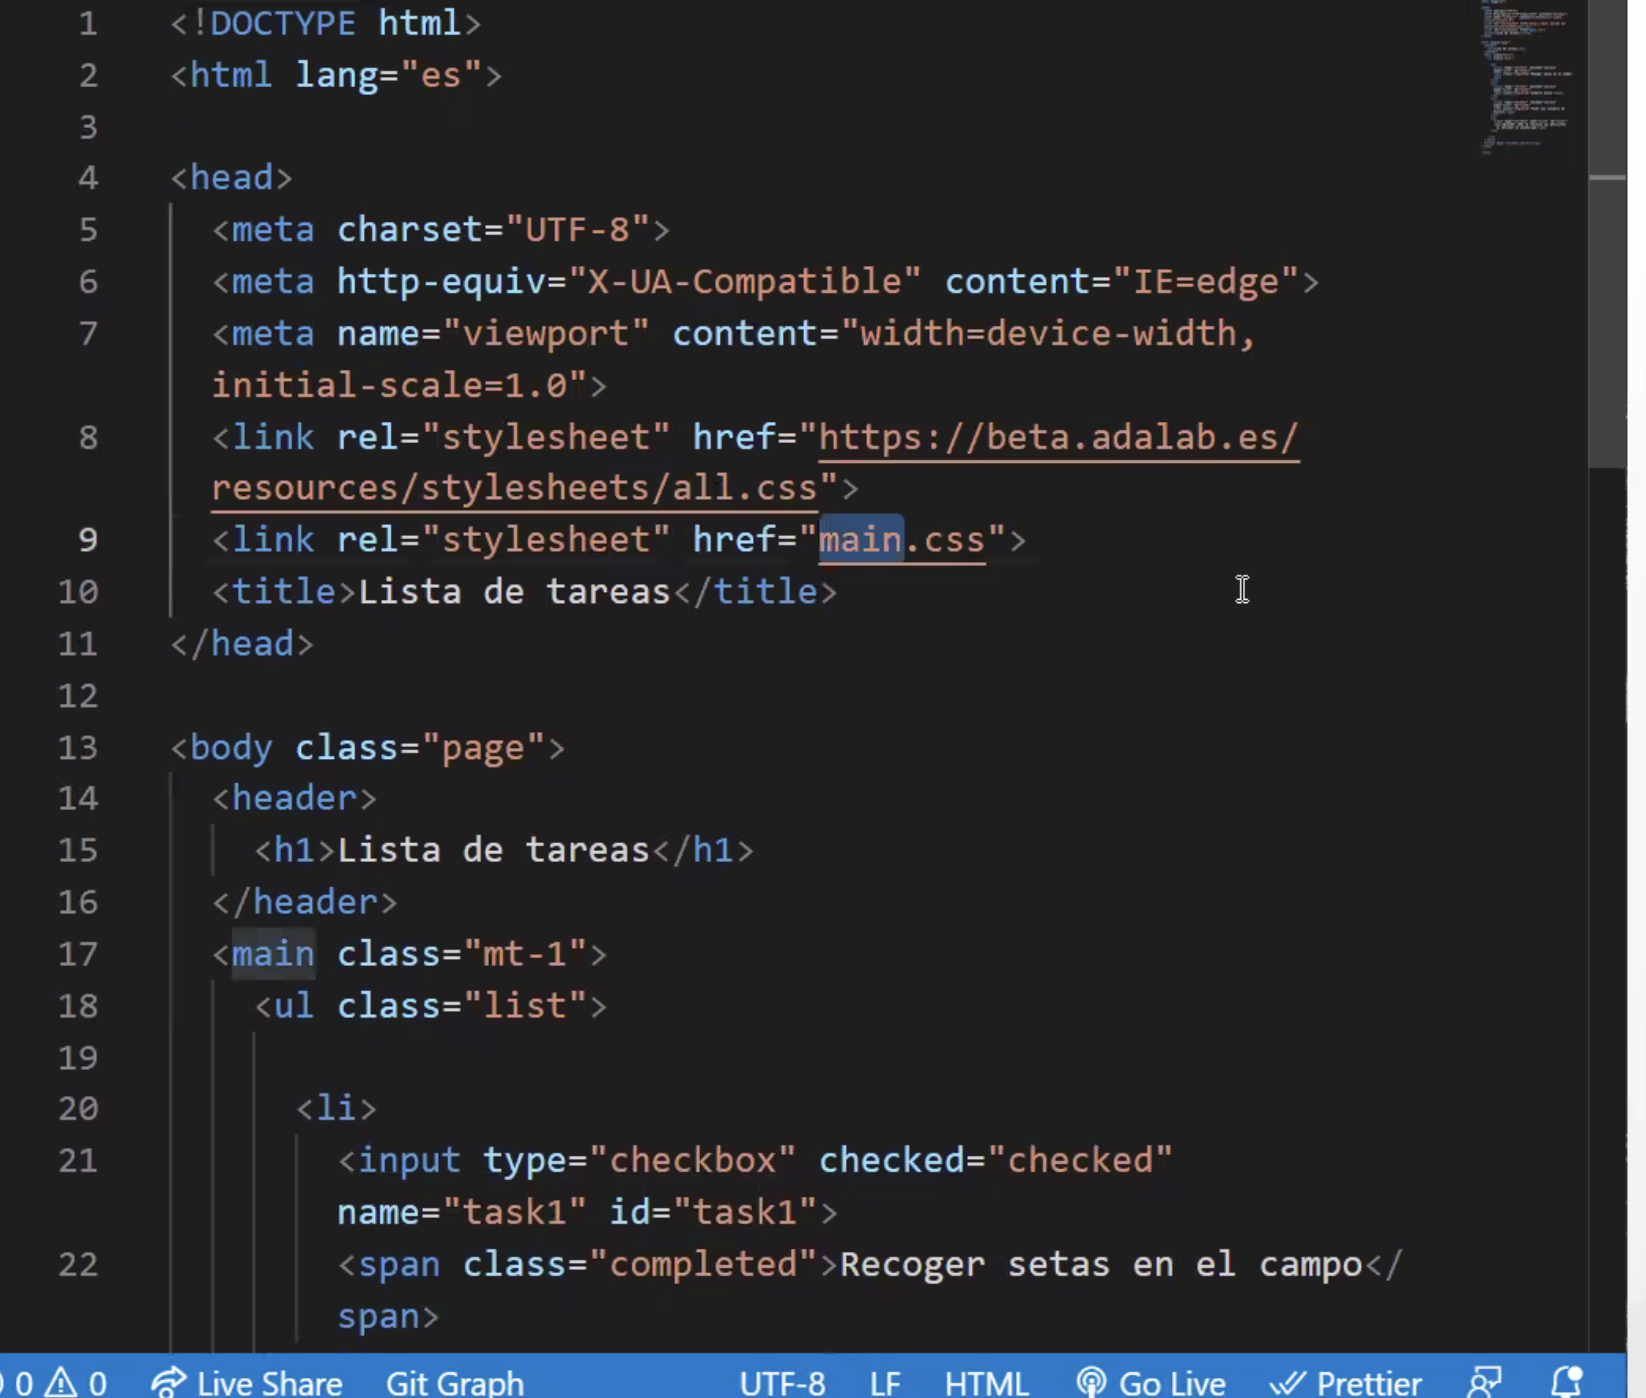 1 <!DOCTYPE html>
2 <html lang="es">
3
4 <head>
5 <meta charset="UTF-8">
6 <meta http-equiv="X-UA-Compatible" content="IE=edge">
7 <meta name="viewport" content="width=device-width,
initial-scale=1.0">
8 <link rel="stylesheet" href="https://beta.adalab.es/
resources/stylesheets/all.css">
9 <link rel="stylesheet" href="main.css">
10 <title>Lista de tareas</title>
11 </head>
12
13 <body class="page">
14 <header>
15 <h1>Lista de tareas</h1>
16 </header>
17 <main class="mt-1">
18 <ul class="list">
19
20 <li>
21 <input type="checkbox" checked="checked"
name="task1" id="task1">
22 <span class="completed">Recoger setas en el campo</
span>
0 0 Live Share Git Graph UTF-8 LF HTML Go Live Prettier